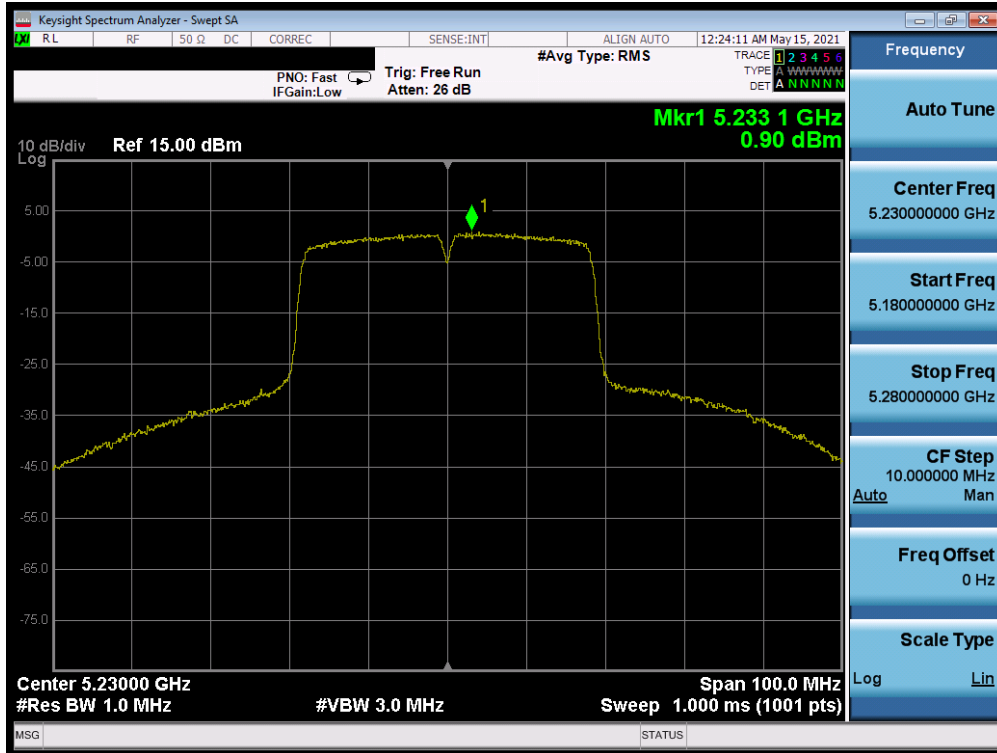 Keysight Spectrum Analyzer - Swept SA
LXI RL RF 50 Ω DC CORREC SENSE:INT ALIGN AUTO 12:24:11 AM May 15, 2021
PNO: Fast
IFGain:Low
Trig: Free Run
Atten: 26 dB
#Avg Type: RMS
TRACE 1 2 3 4 5 6
TYPE A WWWWW
DET A N N N N N
Mkr1 5.233 1 GHz
0.90 dBm
10 dB/div Ref 15.00 dBm
Log
1
5.00
-5.00
-15.0
-25.0
-35.0
-45.0
-55.0
-65.0
-75.0
Center 5.23000 GHz Span 100.0 MHz
#Res BW 1.0 MHz #VBW 3.0 MHz Sweep 1.000 ms (1001 pts)
MSG STATUS
Frequency
Auto Tune
Center Freq
5.230000000 GHz
Start Freq
5.180000000 GHz
Stop Freq
5.280000000 GHz
CF Step
10.000000 MHz
Auto Man
Freq Offset
0 Hz
Scale Type
Log Lin